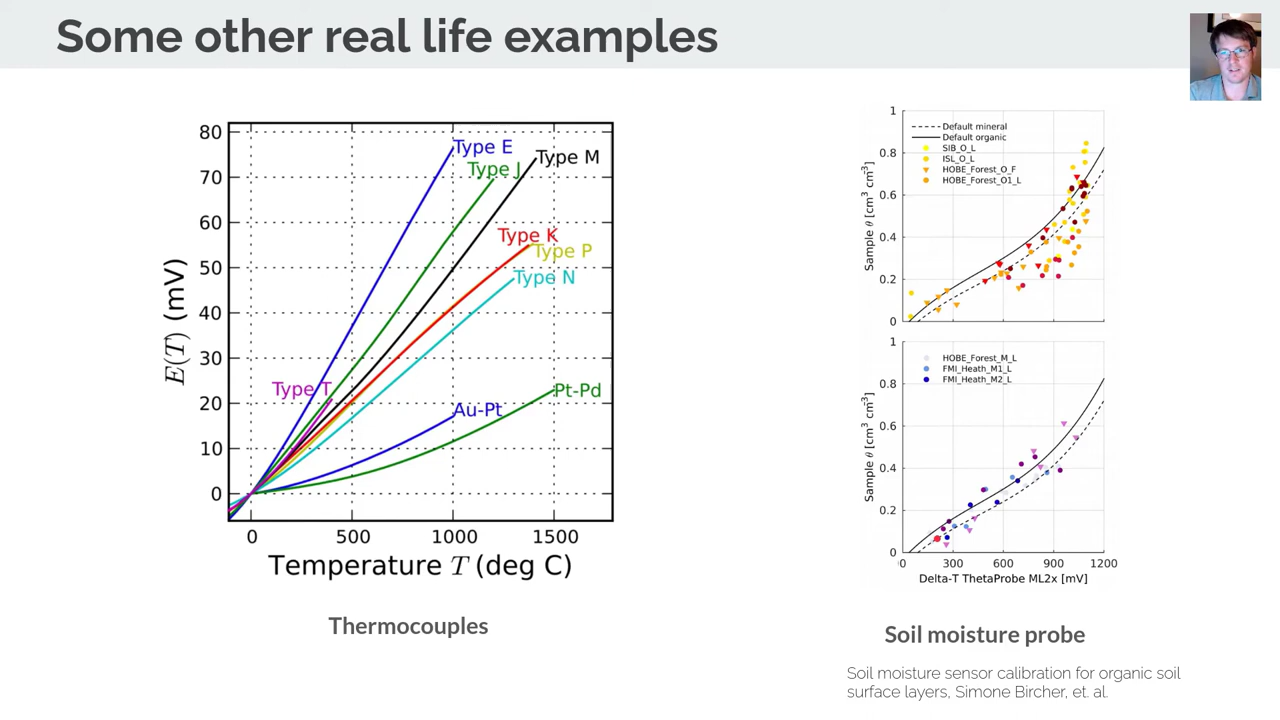 Some other real life examples
80
70
60
50
40
30
20
10
0
E(T) (mV)
Type E
Type M
Type J
Type K
Type P
Type N
Type T
Au-Pt
Pt-Pd
0 500 1000 1500
Temperature T (deg C)
Thermocouples
1
0.8
0.6
0.4
0.2
0
Sample θ [cm³ cm⁻³]
Default mineral
Default organic
SIB_O_L
ISL_O_L
HOBE_Forest_O_F
HOBE_Forest_O1_L
1
0.8
0.6
0.4
0.2
0
Sample θ [cm³ cm⁻³]
HOBE_Forest_M_L
FMI_Heath_M1_L
FMI_Heath_M2_L
0 300 600 900 1200
Delta-T ThetaProbe ML2x [mV]
Soil moisture probe
Soil moisture sensor calibration for organic soil
surface layers, Simone Bircher, et. al.